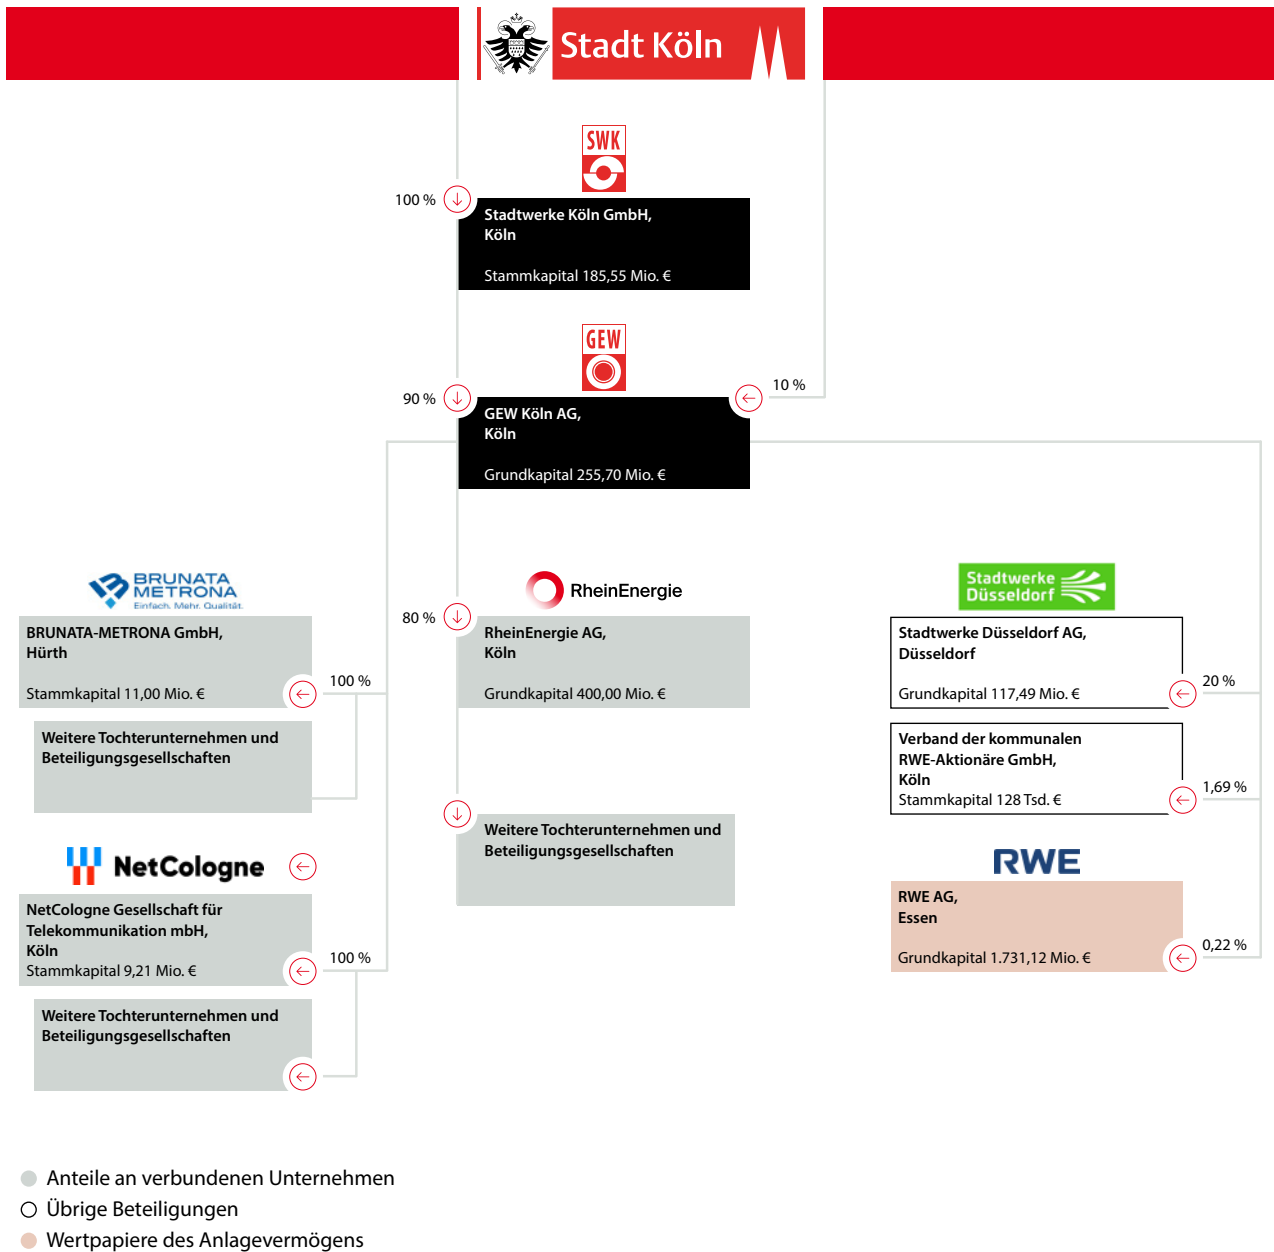 Stadt Köln
SWK
100 %
Stadtwerke Köln GmbH,
Köln
Stammkapital 185,55 Mio. €
GEW
90 %
10 %
GEW Köln AG,
Köln
Grundkapital 255,70 Mio. €
BRUNATA
METRONA
Einfach. Mehr. Qualität.
BRUNATA-METRONA GmbH,
Hürth
Stammkapital 11,00 Mio. €
100 %
Weitere Tochterunternehmen und
Beteiligungsgesellschaften
NetCologne
NetCologne Gesellschaft für
Telekommunikation mbH,
Köln
Stammkapital 9,21 Mio. €
100 %
Weitere Tochterunternehmen und
Beteiligungsgesellschaften
RheinEnergie
80 %
RheinEnergie AG,
Köln
Grundkapital 400,00 Mio. €
Weitere Tochterunternehmen und
Beteiligungsgesellschaften
Stadtwerke
Düsseldorf
Stadtwerke Düsseldorf AG,
Düsseldorf
Grundkapital 117,49 Mio. €
20 %
Verband der kommunalen
RWE-Aktionäre GmbH,
Köln
Stammkapital 128 Tsd. €
1,69 %
RWE
RWE AG,
Essen
Grundkapital 1.731,12 Mio. €
0,22 %
Anteile an verbundenen Unternehmen
Übrige Beteiligungen
Wertpapiere des Anlagevermögens